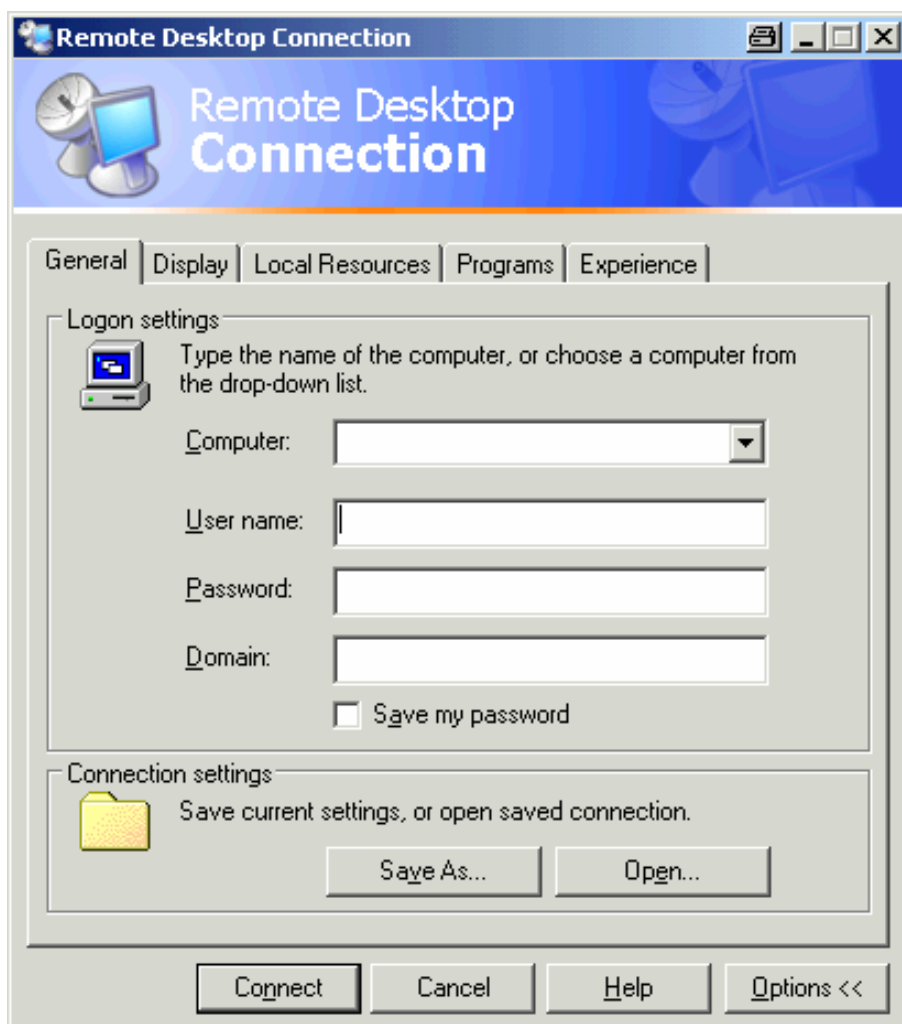 Remote Desktop Connection
Remote Desktop
Connection
General Display Local Resources Programs Experience
Logon settings
Type the name of the computer, or choose a computer from
the drop-down list.
Computer:
User name:
Password:
Domain:
Save my password
Connection settings
Save current settings, or open saved connection.
Save As... Open...
Connect Cancel Help Options <<